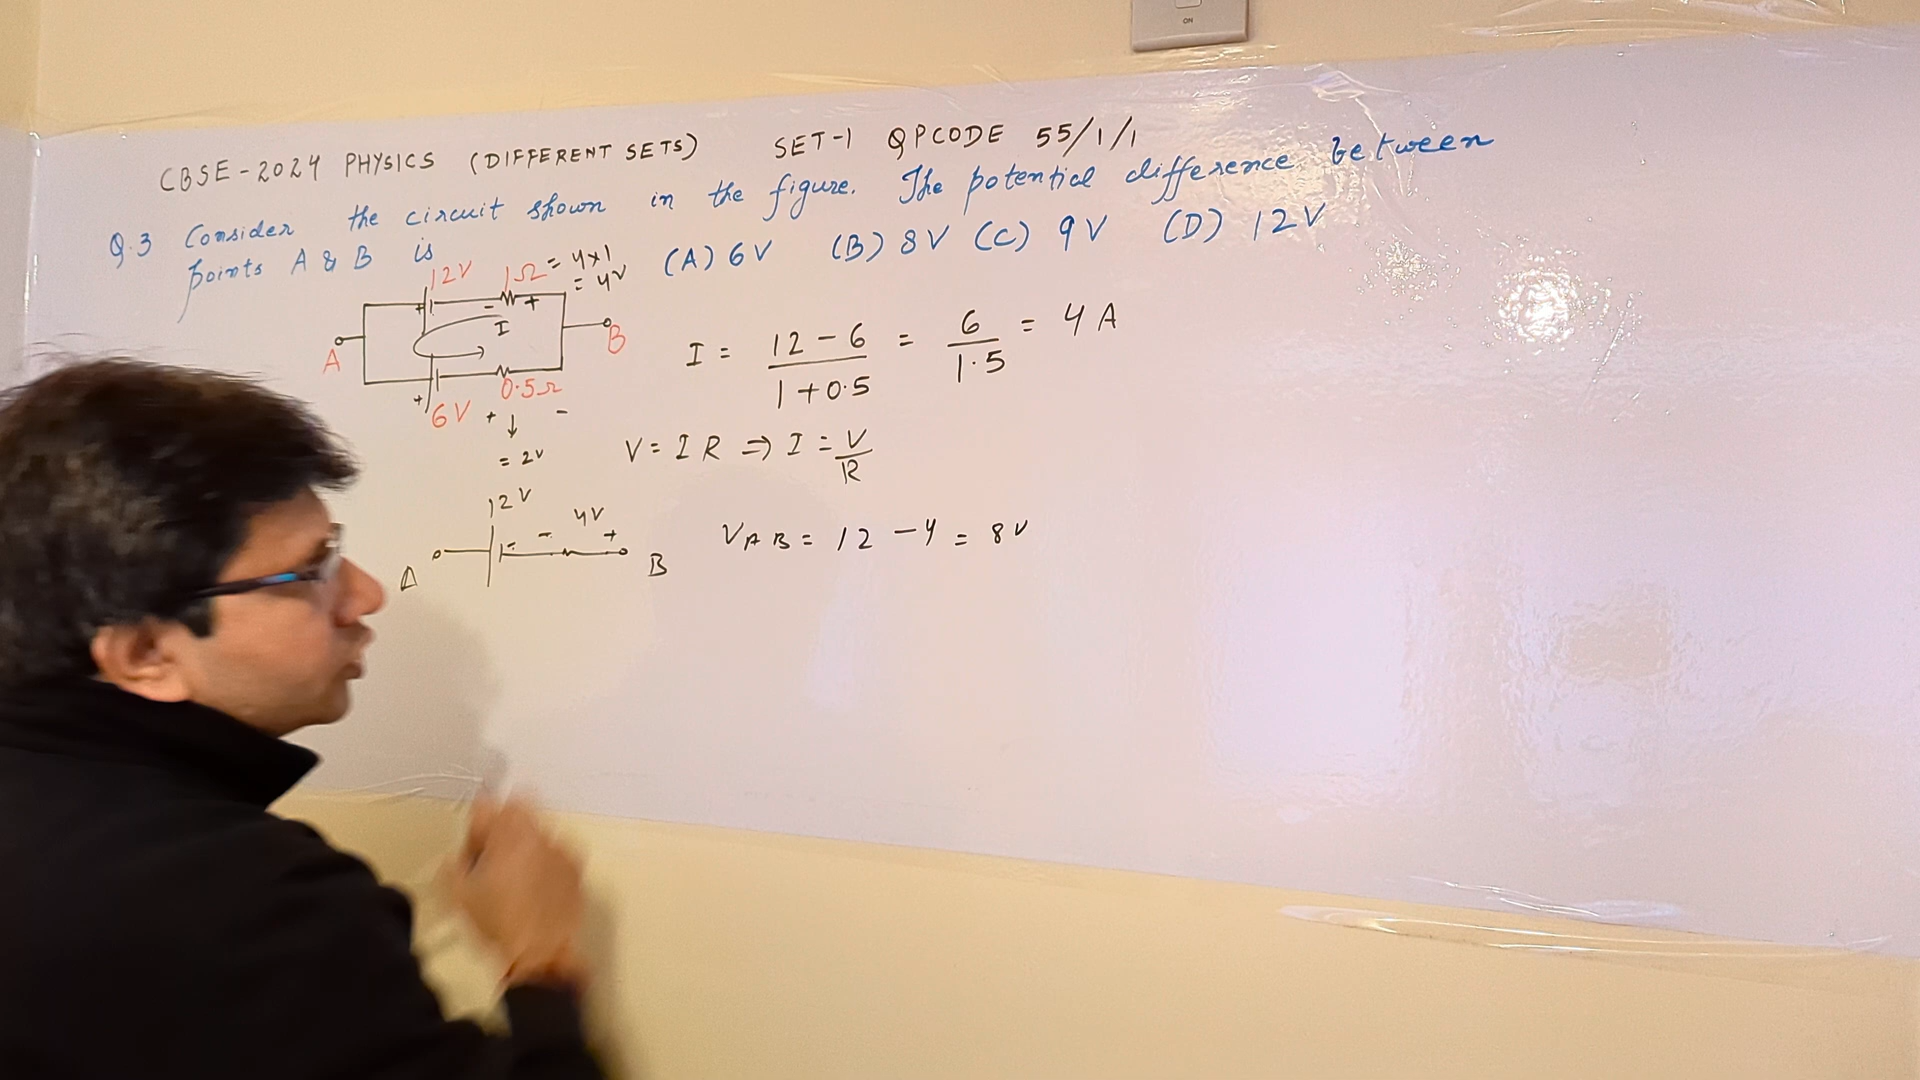 ON
CBSE-2024 PHYSICS (DIFFERENT SETS) SET-1 QPCODE 55/1/1
Q.3 Consider the circuit shown in the figure. The potential difference between
points A & B is (A) 6V (B) 8V (C) 9V (D) 12V
12V 1Ω = 4x1
= 4V
+ - +
I
A B
0.5Ω
+ 6V + -
↓
= 2V
I = 12-6 / 1+0.5 = 6 / 1.5 = 4 A
V = IR ⇒ I = V/R
12V
4V
- - +
A B
VAB = 12 - 4 = 8V